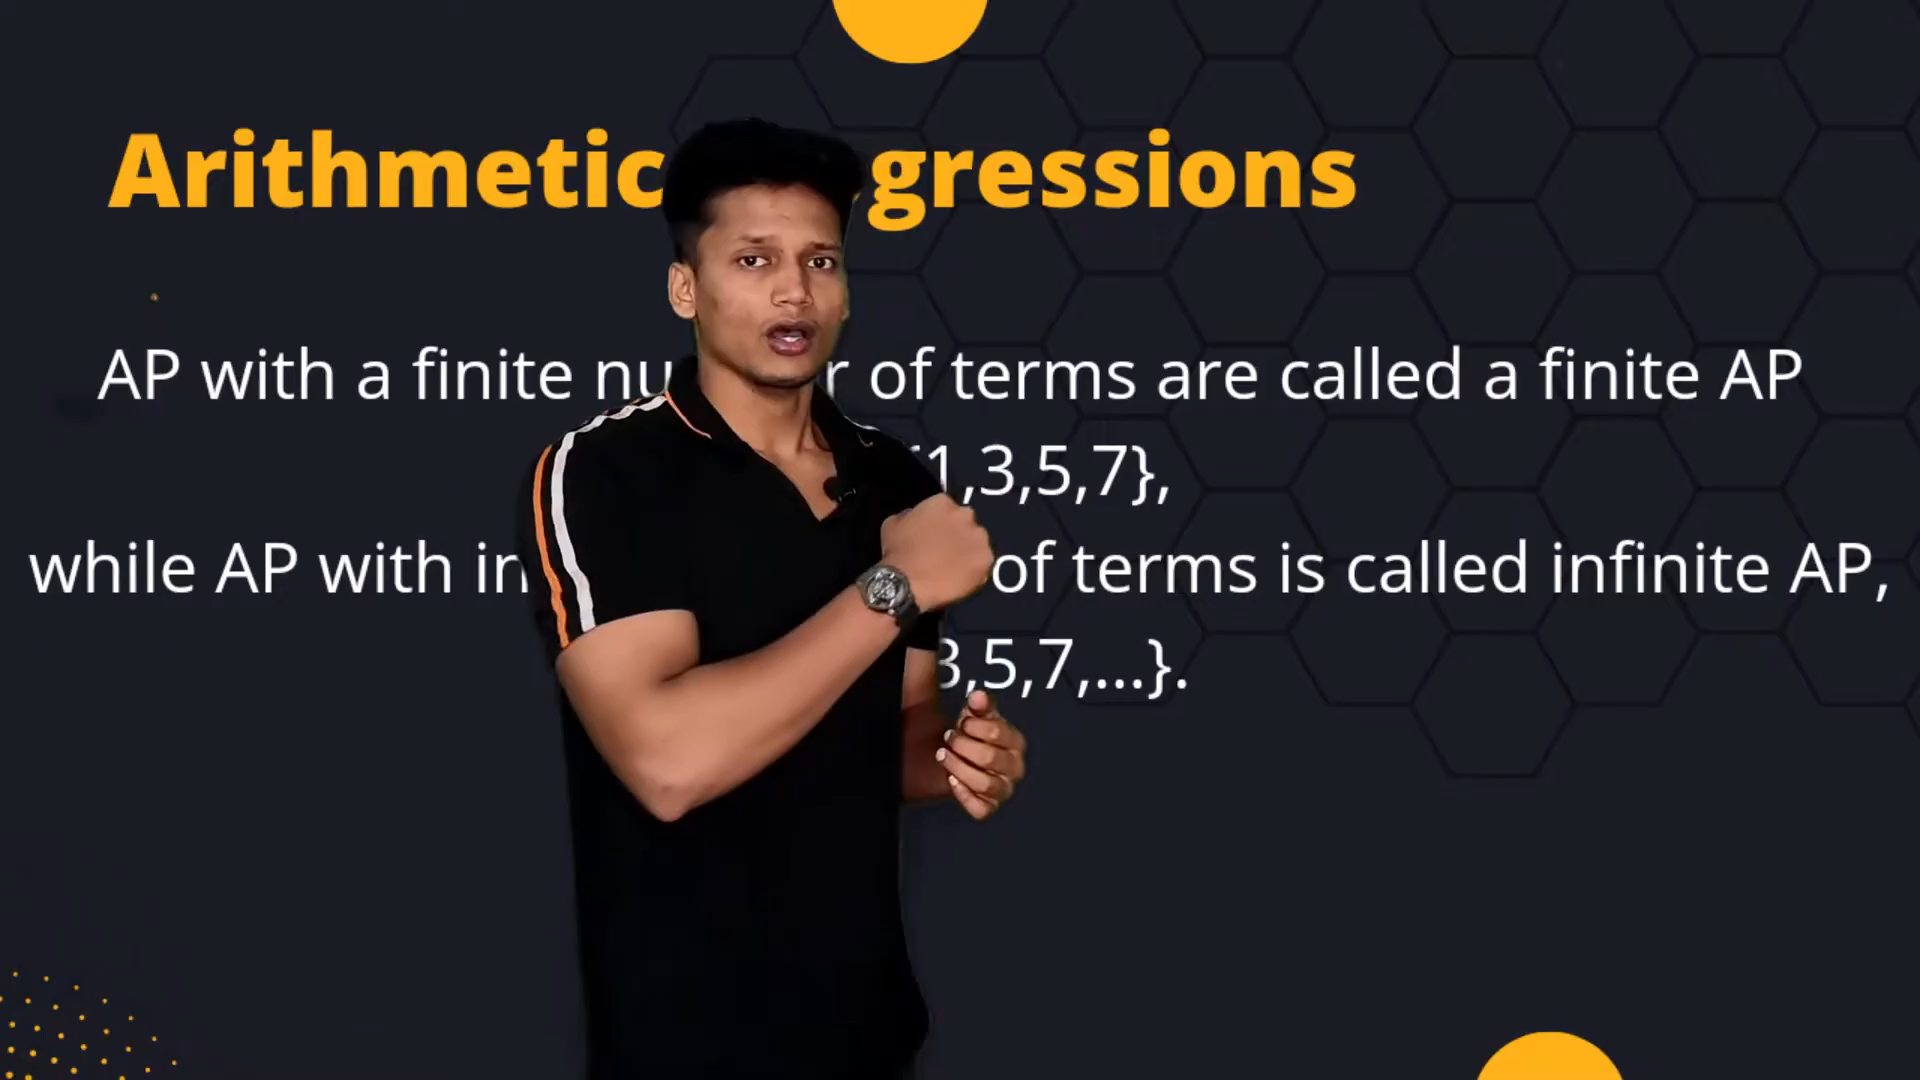 Arithmetic gressions
AP with a finite nu r of terms are called a finite AP
1,3,5,7},
while AP with in of terms is called infinite AP,
3,5,7,...}.